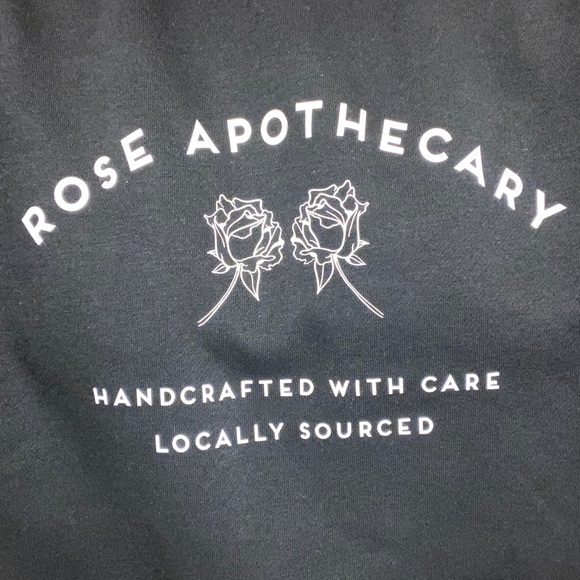 ROSE APOTHECARY
HANDCRAFTED WITH CARE
LOCALLY SOURCED